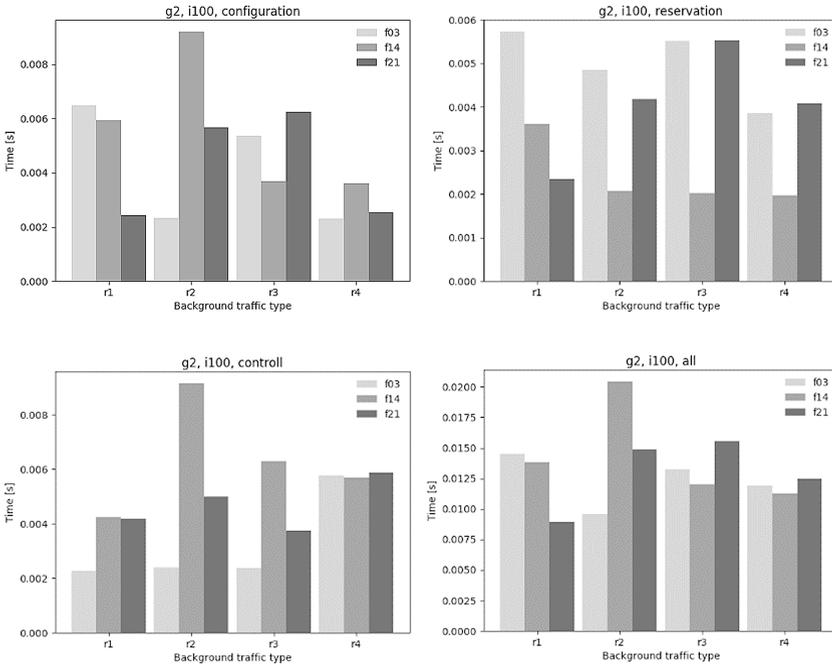 g2, i100, configuration
f03
f14
f21
0.008
0.006
0.004
0.002
0.000
Time [s]
r1 r2 r3 r4
Background traffic type
g2, i100, reservation
f03
f14
f21
0.006
0.005
0.004
0.003
0.002
0.001
0.000
Time [s]
r1 r2 r3 r4
Background traffic type
g2, i100, controll
f03
f14
f21
0.008
0.006
0.004
0.002
0.000
Time [s]
r1 r2 r3 r4
Background traffic type
g2, i100, all
f03
f14
f21
0.0200
0.0175
0.0150
0.0125
0.0100
0.0075
0.0050
0.0025
0.0000
Time [s]
r1 r2 r3 r4
Background traffic type